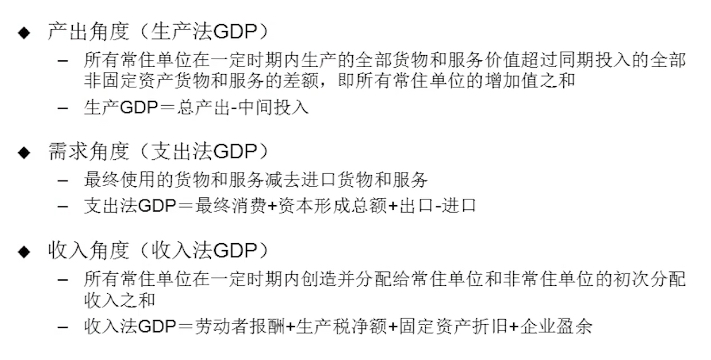 ◆ 产出角度（生产法GDP）
– 所有常住单位在一定时期内生产的全部货物和服务价值超过同期投入的全部
非固定资产货物和服务的差额，即所有常住单位的增加值之和
– 生产GDP＝总产出-中间投入
◆ 需求角度（支出法GDP）
– 最终使用的货物和服务减去进口货物和服务
– 支出法GDP＝最终消费+资本形成总额+出口-进口
◆ 收入角度（收入法GDP）
– 所有常住单位在一定时期内创造并分配给常住单位和非常住单位的初次分配
收入之和
– 收入法GDP＝劳动者报酬+生产税净额+固定资产折旧+企业盈余